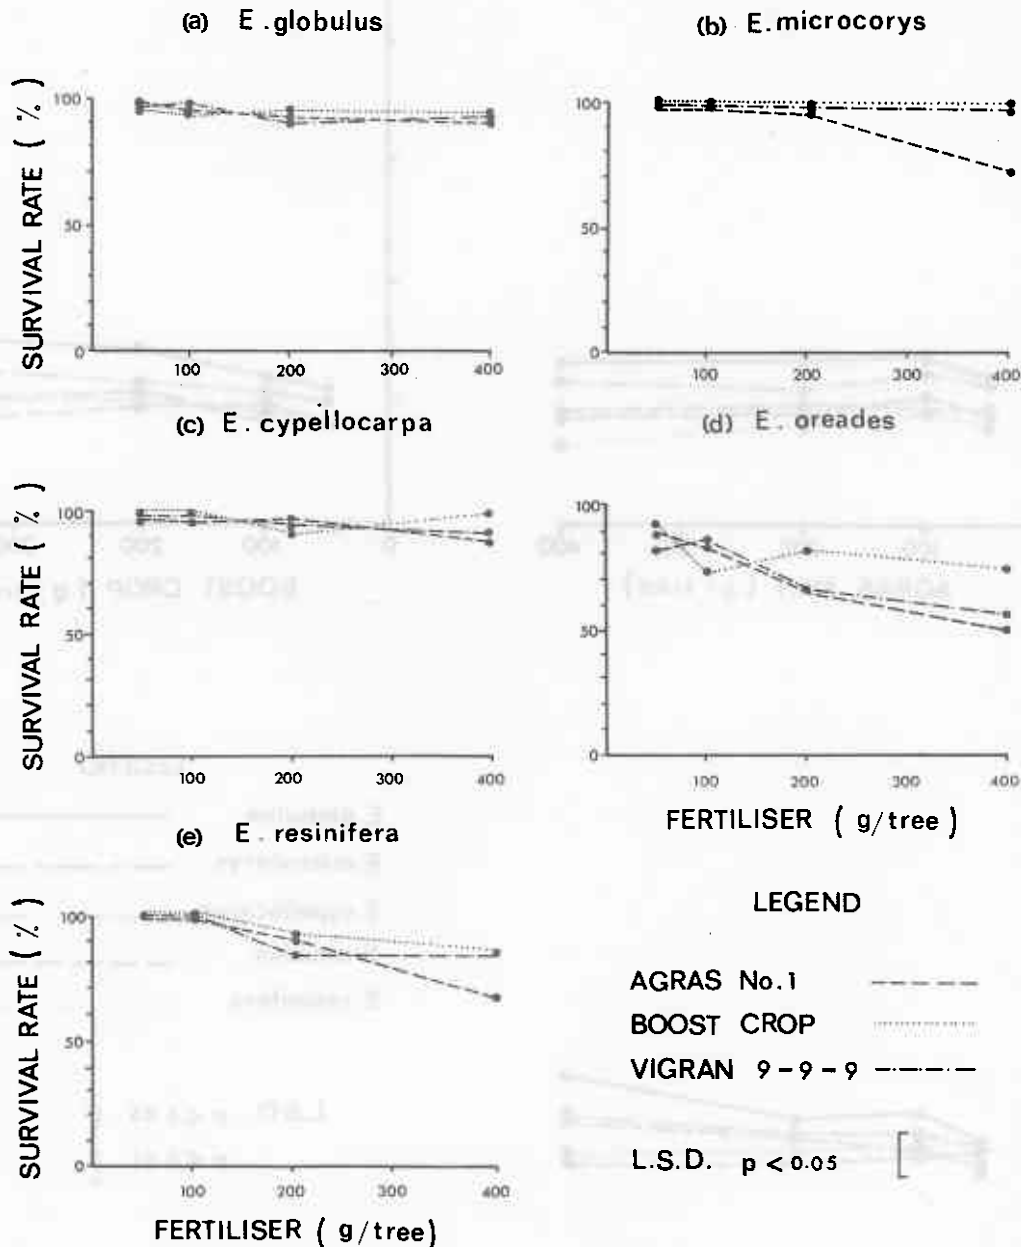 (a) E.globulus
SURVIVAL RATE ( % )
100
50
0
100 200 300 400
(b) E.microcorys
100
50
0
100 200 300 400
(c) E. cypellocarpa
SURVIVAL RATE ( % )
100
50
0
100 200 300 400
(d) E. oreades
100
50
0
100 200 300 400
FERTILISER ( g/tree )
(e) E. resinifera
SURVIVAL RATE ( % )
100
50
0
100 200 300 400
FERTILISER ( g/tree )
LEGEND
AGRAS No.1
BOOST CROP
VIGRAN 9-9-9
L.S.D. p < 0.05